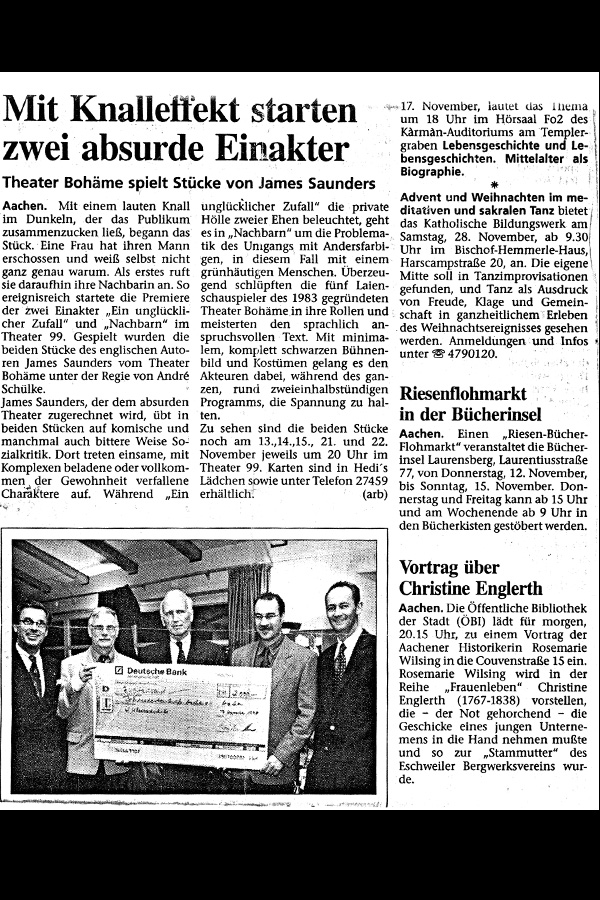 Mit Knalleffekt starten
zwei absurde Einakter
Theater Bohäme spielt Stücke von James Saunders
Aachen. Mit einem lauten Knall
im Dunkeln, der das Publikum
zusammenzucken ließ, begann das
Stück. Eine Frau hat ihren Mann
erschossen und weiß selbst nicht
ganz genau warum. Als erstes ruft
sie daraufhin ihre Nachbarin an. So
ereignisreich startete die Premiere
der zwei Einakter „Ein unglückli-
cher Zufall“ und „Nachbarn“ im
Theater 99. Gespielt wurden die
beiden Stücke des englischen Auto-
ren James Saunders vom Theater
Bohäme unter der Regie von André
Schülke.
James Saunders, der dem absurden
Theater zugerechnet wird, übt in
beiden Stücken auf komische und
manchmal auch bittere Weise So-
zialkritik. Dort treten einsame, mit
Komplexen beladene oder vollkom-
men der Gewohnheit verfallene
Charaktere auf. Während „Ein
unglücklicher Zufall“ die private
Hölle zweier Ehen beleuchtet, geht
es in „Nachbarn“ um die Problema-
tik des Umgangs mit Andersfarbi-
gen, in diesem Fall mit einem
grünhäutigen Menschen. Überzeu-
gend schlüpften die fünf Laien-
schauspieler des 1983 gegründeten
Theater Bohäme in ihre Rollen und
meisterten den sprachlich an-
spruchsvollen Text. Mit minima-
lem, komplett schwarzen Bühnen-
bild und Kostümen gelang es den
Akteuren dabei, während des gan-
zen, rund zweieinhalbstündigen
Programms, die Spannung zu hal-
ten.
Zu sehen sind die beiden Stücke
noch am 13.,14.,15., 21. und 22.
November jeweils um 20 Uhr im
Theater 99. Karten sind in Hedi´s
Lädchen sowie unter Telefon 27459
erhältlich. (arb)
Deutsche Bank
17. November, lautet das Thema
um 18 Uhr im Hörsaal Fo2 des
Kàrmàn-Auditoriums am Templer-
graben Lebensgeschichte und Le-
bensgeschichten. Mittelalter als
Biographie.
*
Advent und Weihnachten im me-
ditativen und sakralen Tanz bietet
das Katholische Bildungswerk am
Samstag, 28. November, ab 9.30
Uhr im Bischof-Hemmerle-Haus,
Harscampstraße 20, an. Die eigene
Mitte soll in Tanzimprovisationen
gefunden, und Tanz als Ausdruck
von Freude, Klage und Gemein-
schaft in ganzheitlichem Erleben
des Weihnachtsereignisses gesehen
werden. Anmeldungen und Infos
unter ☏ 4790120.
Riesenflohmarkt
in der Bücherinsel
Aachen. Einen „Riesen-Bücher-
Flohmarkt“ veranstaltet die Bücher-
insel Laurensberg, Laurentiusstraße
77, von Donnerstag, 12. November,
bis Sonntag, 15. November. Don-
nerstag und Freitag kann ab 15 Uhr
und am Wochenende ab 9 Uhr in
den Bücherkisten gestöbert werden.
Vortrag über
Christine Englerth
Aachen. Die Öffentliche Bibliothek
der Stadt (ÖBI) lädt für morgen,
20.15 Uhr, zu einem Vortrag der
Aachener Historikerin Rosemarie
Wilsing in die Couvenstraße 15 ein.
Rosemarie Wilsing wird in der
Reihe „Frauenleben“ Christine
Englerth (1767-1838) vorstellen,
die – der Not gehorchend – die
Geschicke eines jungen Unterne-
mens in die Hand nehmen mußte
und so zur „Stammutter“ des
Eschweiler Bergwerksvereins wur-
de.